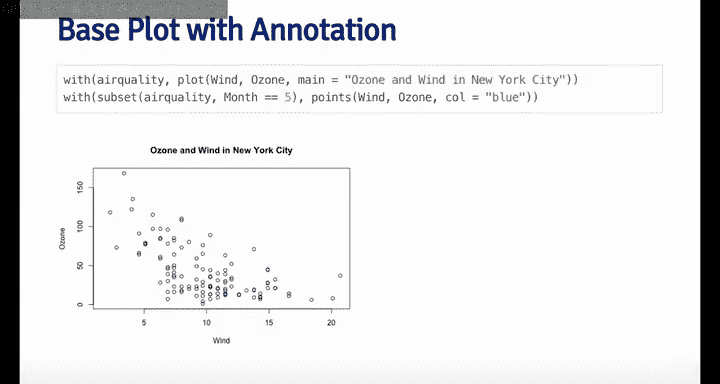 Base Plot with Annotation
with(airquality, plot(Wind, Ozone, main = "Ozone and Wind in New York City"))
with(subset(airquality, Month == 5), points(Wind, Ozone, col = "blue"))
Ozone and Wind in New York City
150
100
50
0
Ozone
5 10 15 20
Wind